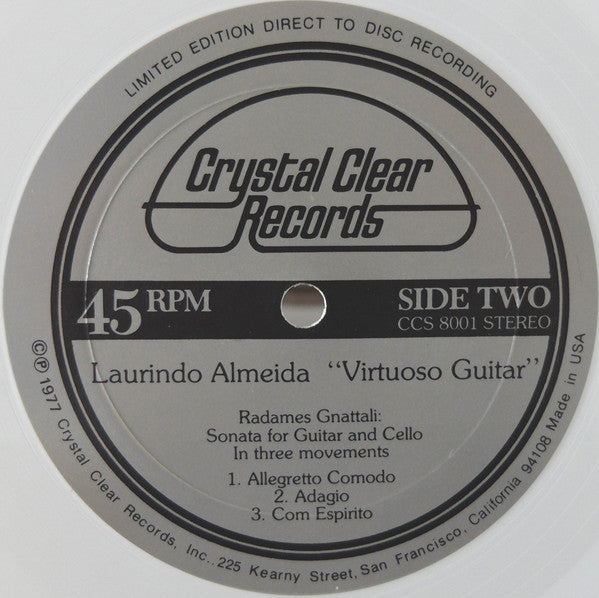 LIMITED EDITION DIRECT TO DISC RECORDING
Crystal Clear
Records
45 RPM
SIDE TWO
CCS 8001 STEREO
Laurindo Almeida "Virtuoso Guitar"
Radames Gnattali:
Sonata for Guitar and Cello
In three movements
1. Allegretto Comodo
2. Adagio
3. Com Espirito
©℗ 1977 Crystal Clear Records, Inc., 225 Kearny Street, San Francisco, California 94108 Made in USA